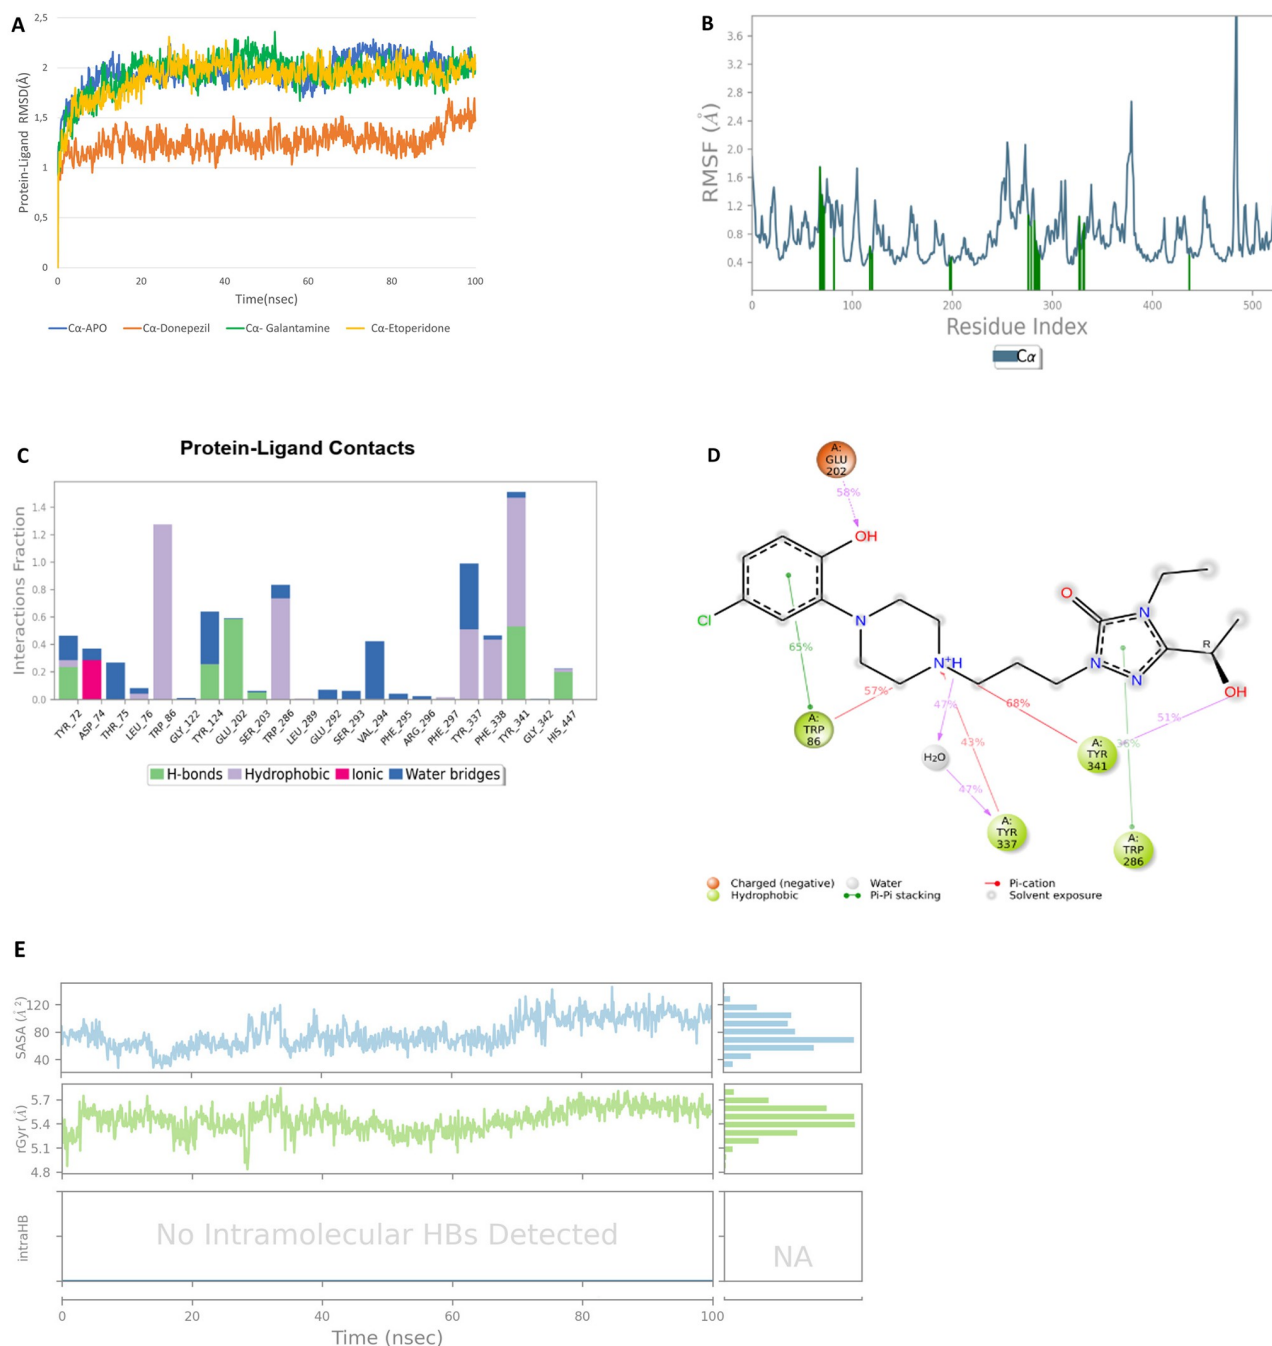 A
2,5
2
1,5
1
0,5
0
Protein-Ligand RMSD(Å)
0 20 40 60 80 100
Time(nsec)
Cα-APO Cα-Donepezil Cα- Galantamine Cα-Etoperidone
B
3.6
3.2
2.8
2.4
2.0
1.6
1.2
0.8
0.4
RMSF (Å)
0 100 200 300 400 500
Residue Index
Cα
C
Protein-Ligand Contacts
1.4
1.2
1.0
0.8
0.6
0.4
0.2
0.0
Interactions Fraction
TYR_72 ASP_74 THR_75 LEU_76 TRP_86 GLY_122 TYR_124 GLU_202 SER_203 TRP_286 LEU_289 GLU_292 SER_293 VAL_294 PHE_295 ARG_296 PHE_297 TYR_337 PHE_338 TYR_341 GLY_342 HIS_447
H-bonds Hydrophobic Ionic Water bridges
D
A:
GLU
202
58%
OH
Cl
N
N+H
65%
57%
A:
TRP
86
47%
H₂O
47%
43%
68%
A:
TYR
337
O
N
N
N
R
OH
51%
36%
A:
TYR
341
A:
TRP
286
Charged (negative) Water Pi-cation
Hydrophobic Pi-Pi stacking Solvent exposure
E
SASA (Å²)
120
80
40
rGyr (Å)
5.7
5.4
5.1
4.8
intraHB
No Intramolecular HBs Detected
NA
0 20 40 60 80 100
Time (nsec)